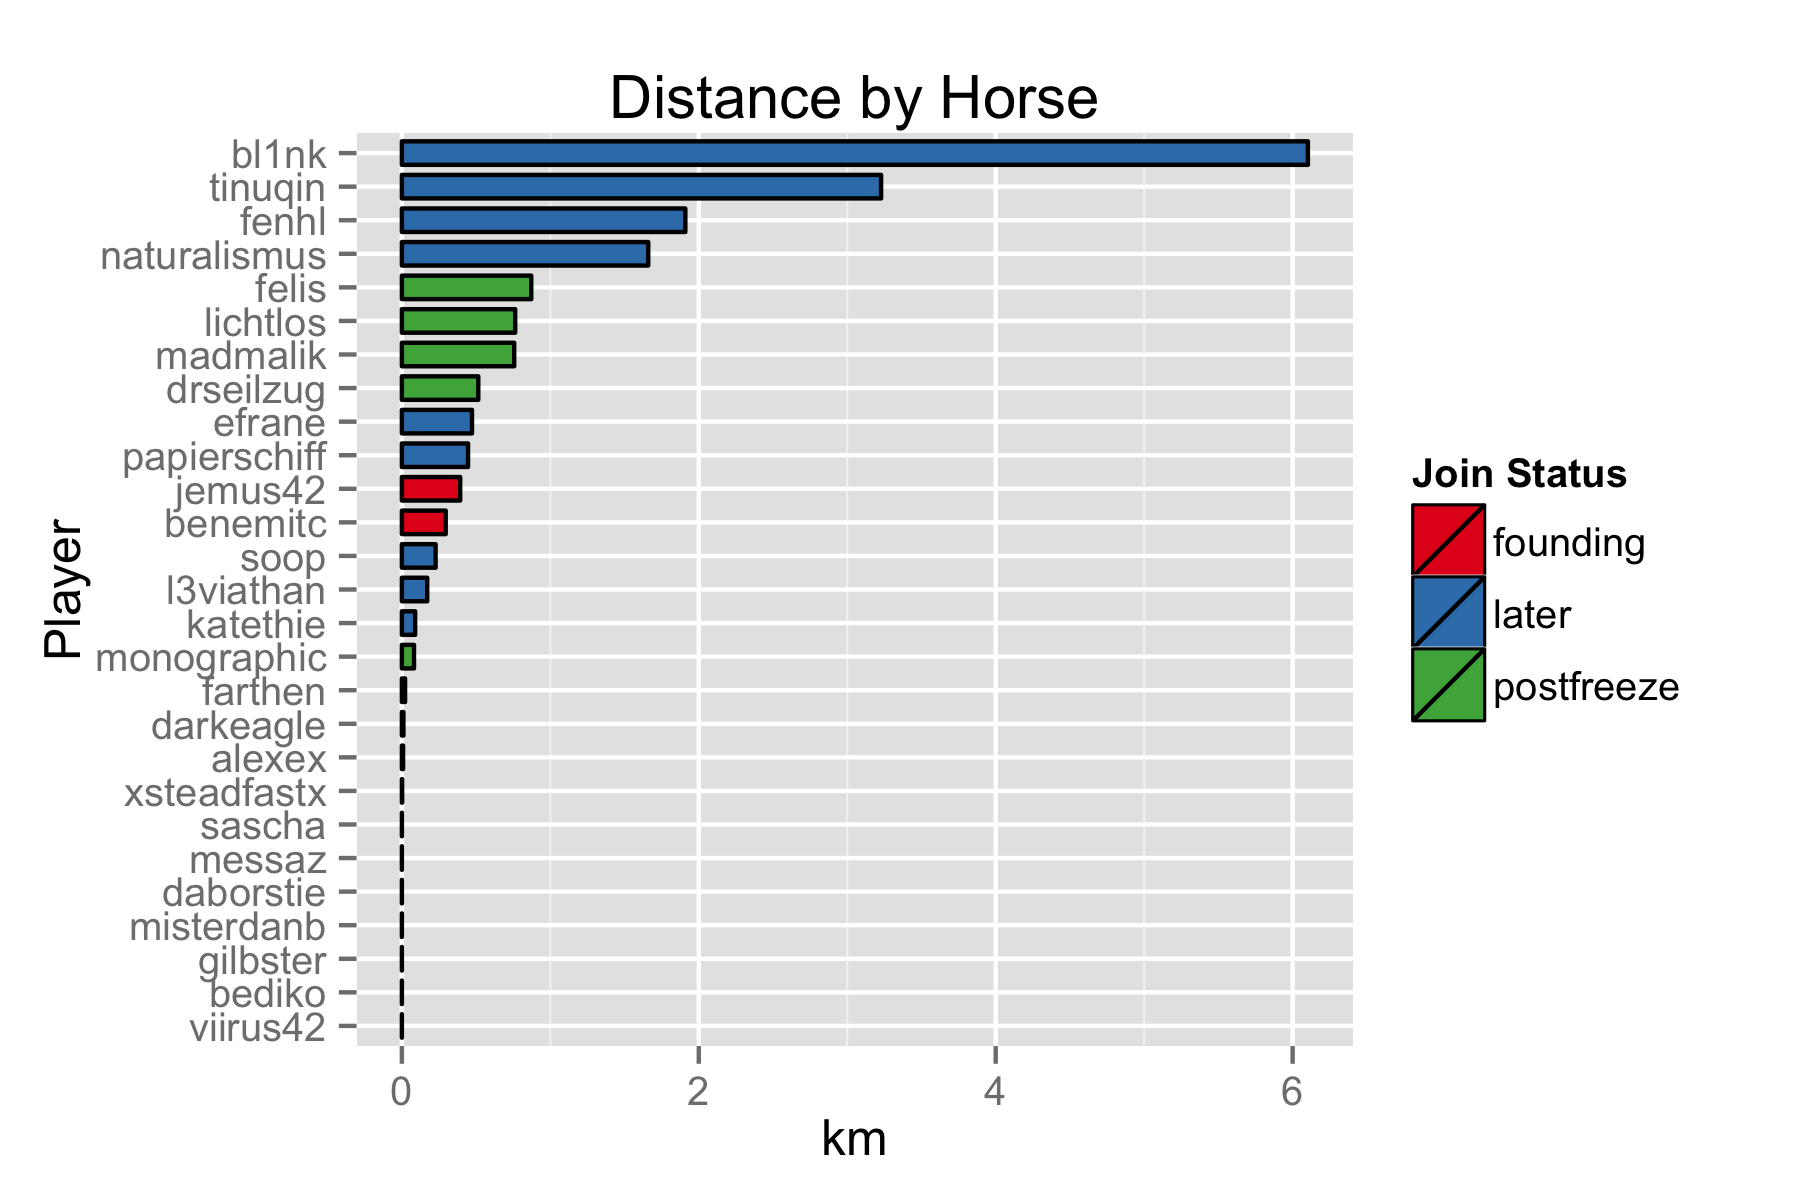 Distance by Horse
bl1nk
tinuqin
fenhl
naturalismus
felis
lichtlos
madmalik
drseilzug
efrane
papierschiff
jemus42
benemitc
soop
l3viathan
katethie
monographic
farthen
darkeagle
alexex
xsteadfastx
sascha
messaz
daborstie
misterdanb
gilbster
bediko
viirus42
Player
0 2 4 6
km
Join Status
founding
later
postfreeze